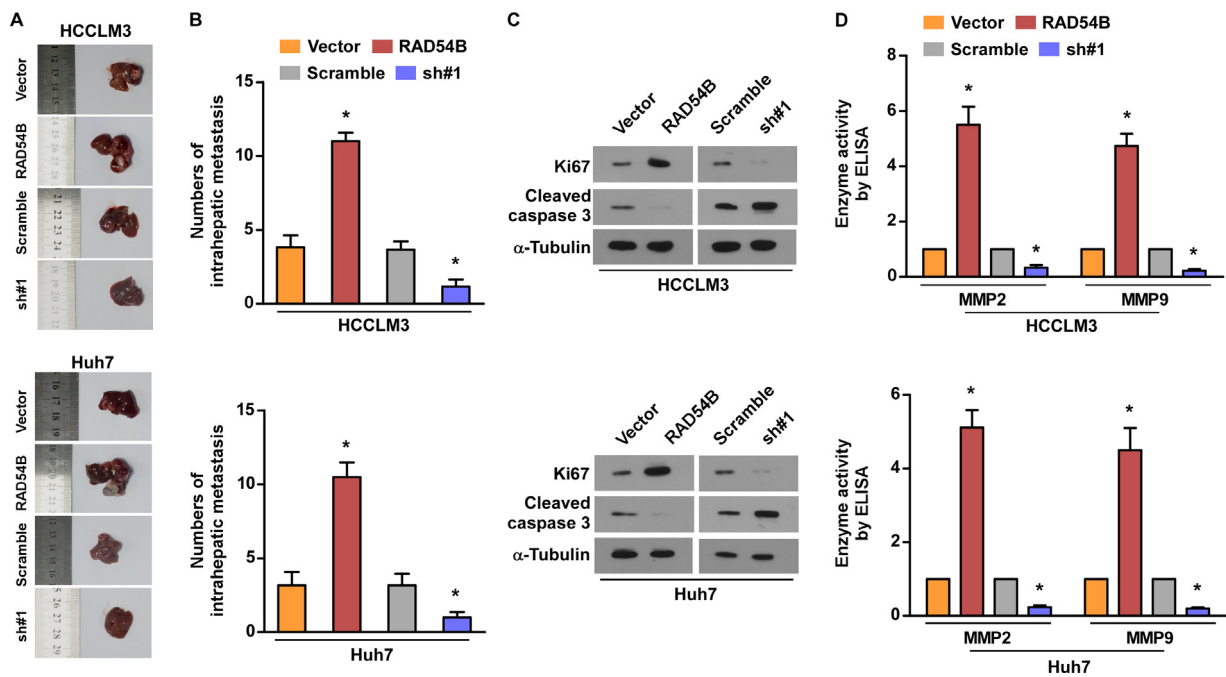 A
HCCLM3
Vector
RAD54B
Scramble
sh#1
Huh7
Vector
RAD54B
Scramble
sh#1
B
Vector
RAD54B
Scramble
sh#1
Numbers of
intrahepatic metastasis
15
10
5
0
*
*
HCCLM3
Numbers of
intrahepatic metastasis
15
10
5
0
*
*
Huh7
C
Vector
RAD54B
Scramble
sh#1
Ki67
Cleaved
caspase 3
α-Tubulin
HCCLM3
Vector
RAD54B
Scramble
sh#1
Ki67
Cleaved
caspase 3
α-Tubulin
Huh7
D
Vector
RAD54B
Scramble
sh#1
Enzyme activity
by ELISA
8
6
4
2
0
*
*
*
*
MMP2
MMP9
HCCLM3
Enzyme activity
by ELISA
6
4
2
0
*
*
*
*
MMP2
MMP9
Huh7